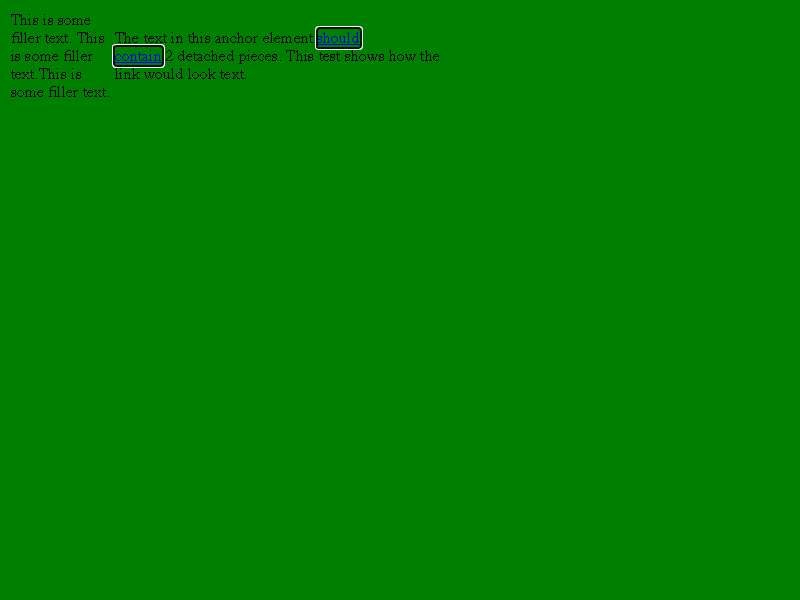 This is some
filler text. This
is some filler
text.This is
some filler text.
The text in this anchor element should
contain 2 detached pieces. This test shows how the
link would look text.